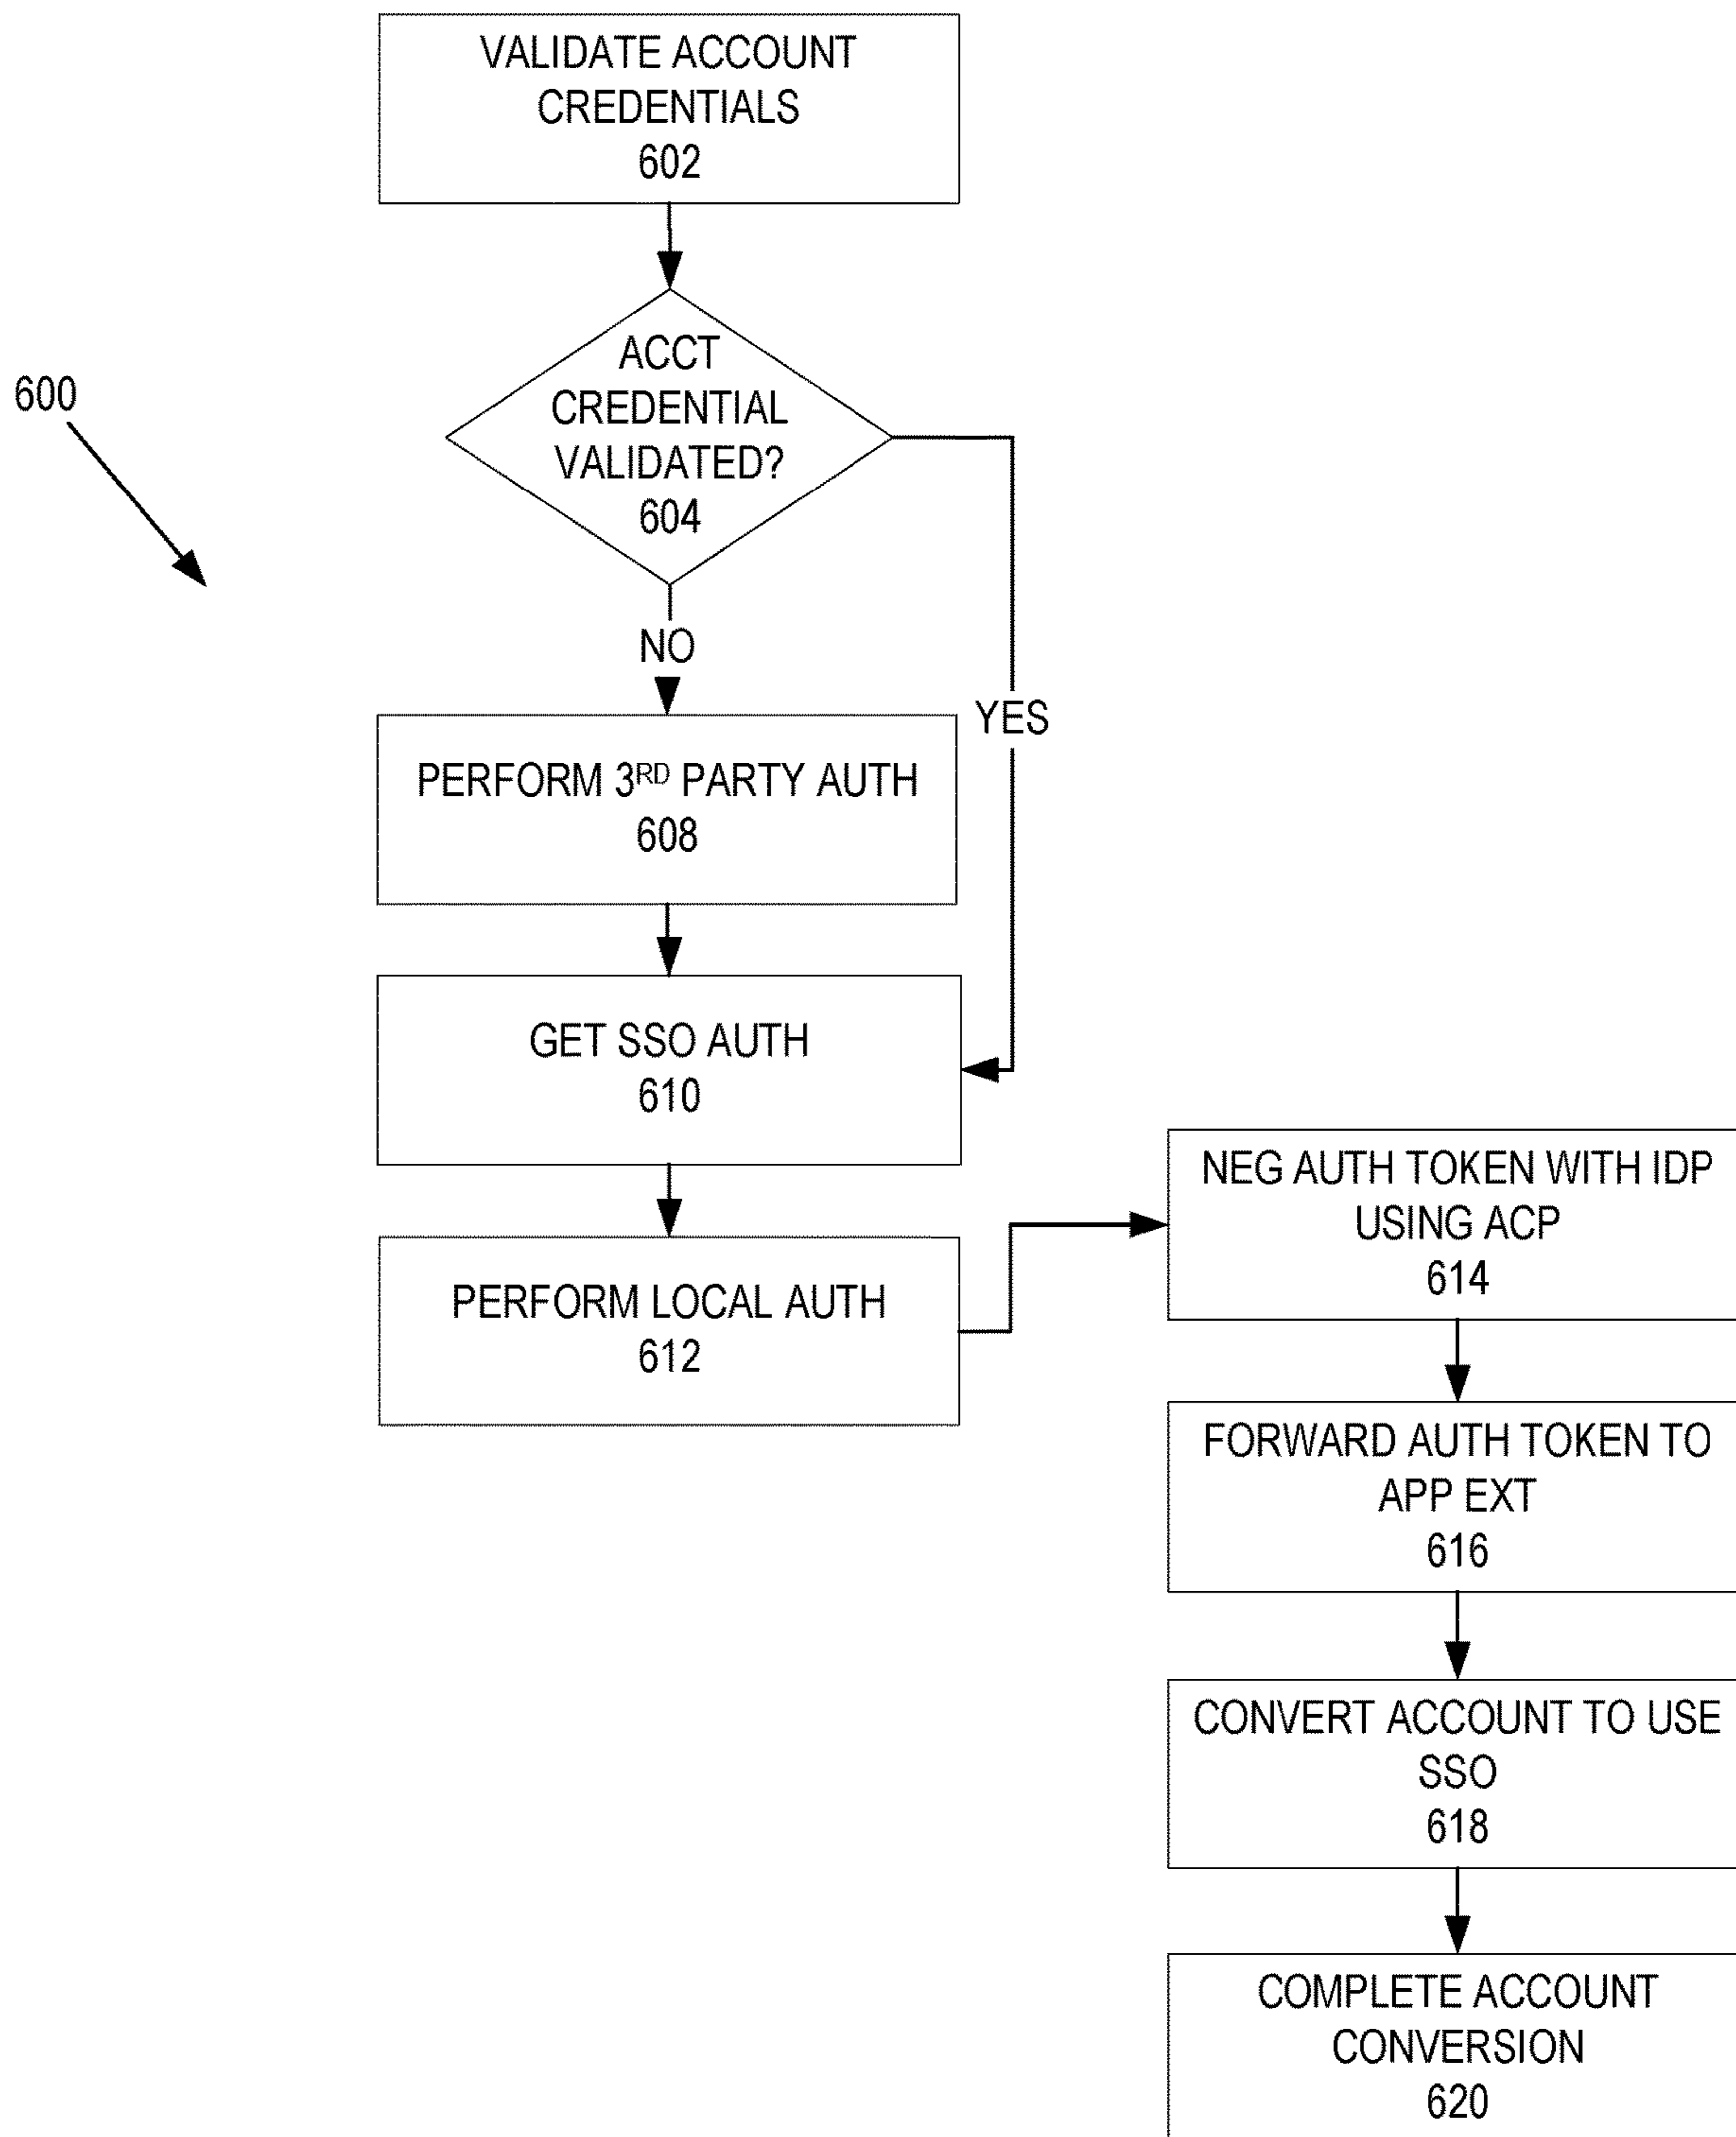 VALIDATE ACCOUNT
CREDENTIALS
602
ACCT
CREDENTIAL
VALIDATED?
604
600
NO
YES
PERFORM 3RD PARTY AUTH
608
GET SSO AUTH
610
PERFORM LOCAL AUTH
612
NEG AUTH TOKEN WITH IDP
USING ACP
614
FORWARD AUTH TOKEN TO
APP EXT
616
CONVERT ACCOUNT TO USE
SSO
618
COMPLETE ACCOUNT
CONVERSION
620